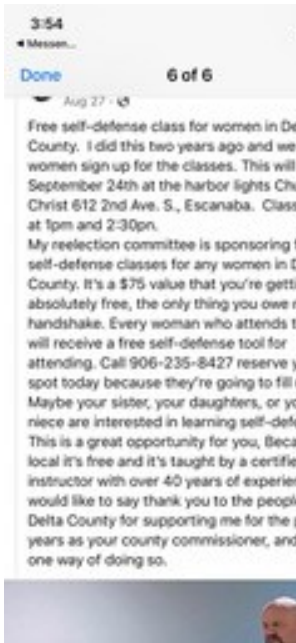 3:54
Messen...
Done 6 of 6
Aug 27
Free self-defense class for women in De
County. I did this two years ago and we
women sign up for the classes. This will
September 24th at the harbor lights Chu
Christ 612 2nd Ave. S., Escanaba. Class
at 1pm and 2:30pn.
My reelection committee is sponsoring
self-defense classes for any women in D
County. It's a $75 value that you're getti
absolutely free, the only thing you owe
handshake. Every woman who attends t
will receive a free self-defense tool for
attending. Call 906-235-8427 reserve y
spot today because they're going to fill
Maybe your sister, your daughters, or yo
niece are interested in learning self-defe
This is a great opportunity for you, Beca
local it's free and it's taught by a certifie
instructor with over 40 years of experien
would like to say thank you to the people
Delta County for supporting me for the
years as your county commissioner, and
one way of doing so.